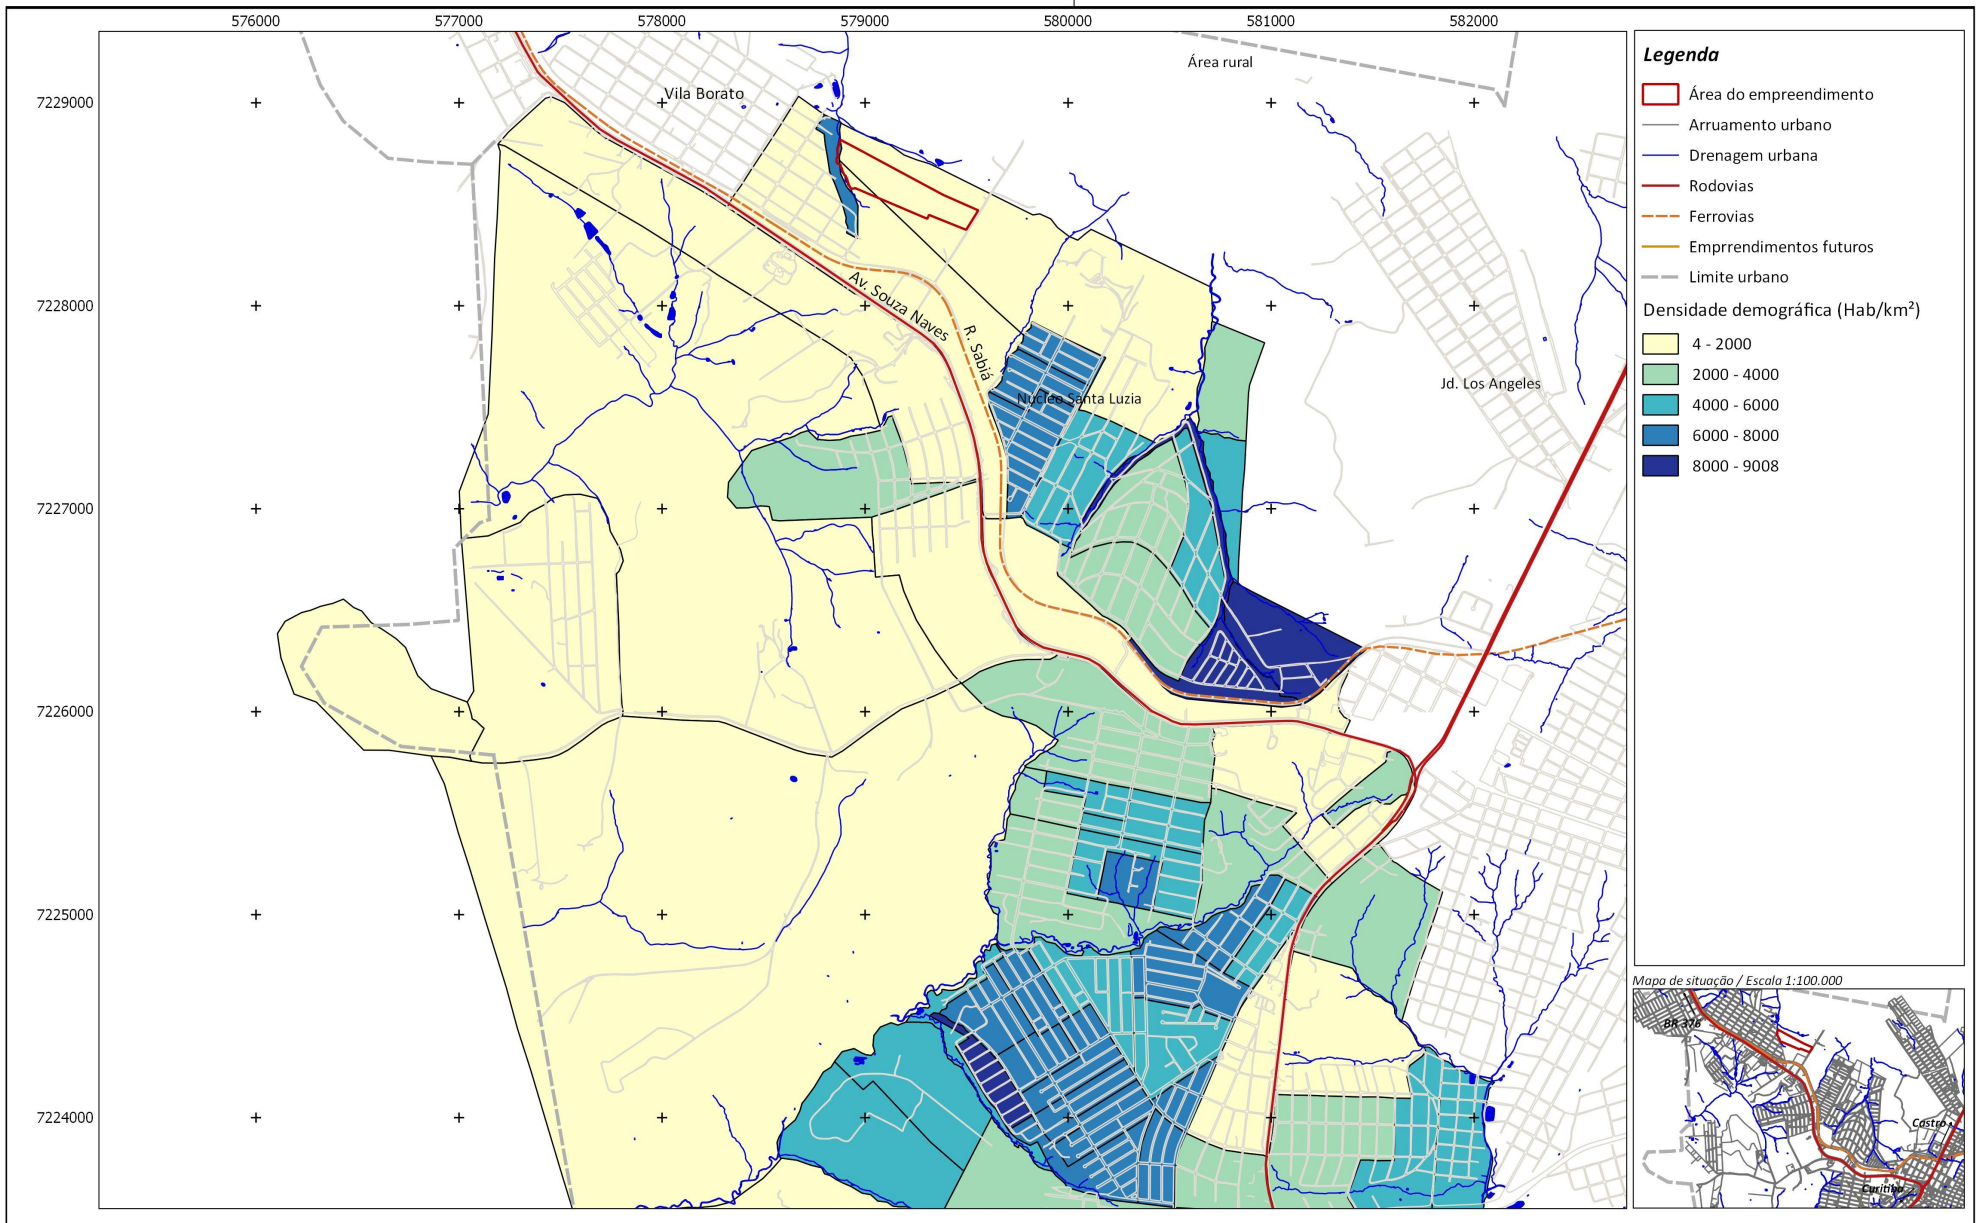 576000 577000 578000 579000 580000 581000 582000
7229000
7228000
7227000
7226000
7225000
7224000
Área rural
Vila Borato
Av. Souza Naves
R. Sabiá
Núcleo Santa Luzia
Jd. Los Angeles
Legenda
Área do empreendimento
Arruamento urbano
Drenagem urbana
Rodovias
Ferrovias
Emprrendimentos futuros
Limite urbano
Densidade demográfica (Hab/km²)
4 - 2000
2000 - 4000
4000 - 6000
6000 - 8000
8000 - 9008
Mapa de situação / Escala 1:100.000
BR 376
Castro
Curitiba